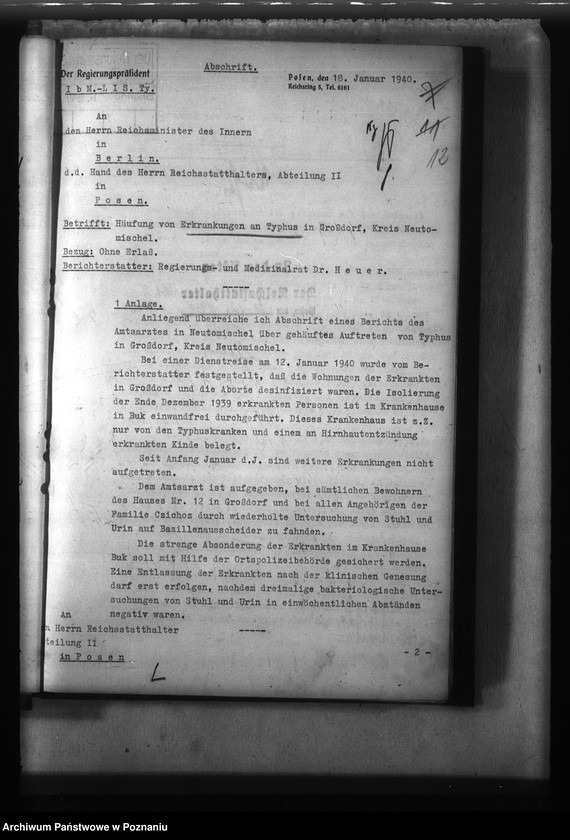 Abschrift.
Der Regierungspräsident
I b M.-L I S. Ty.
Posen, den 18. Januar 1940.
Reichsring 5, Tel. 6161
12
An
den Herrn Reichsminister des Innern
in
Berlin.
d.d. Hand des Herrn Reichsstatthalters, Abteilung II
in
Posen.
Betrifft: Häufung von Erkrankungen an Typhus in Großdorf, Kreis Neuto-
mischel.
Bezug: Ohne Erlaß.
Berichterstatter: Regierungs- und Medizinalrat Dr. Heuer.
-----
1 Anlage.
Anliegend überreiche ich Abschrift eines Berichts des
Amtsarztes in Neutomischel über gehäuftes Auftreten von Typhus
in Großdorf, Kreis Neutomischel.
Bei einer Dienstreise am 12. Januar 1940 wurde vom Be-
richterstatter festgestellt, daß die Wohnungen der Erkrankten
in Großdorf und die Aborte desinfiziert waren. Die Isolierung
der Ende Dezember 1939 erkrankten Personen ist im Krankenhause
in Buk einwandfrei durchgeführt. Dieses Krankenhaus ist z.Z.
nur von den Typhuskranken und einem an Hirnhautentzündung
erkrankten Kinde belegt.
Seit Anfang Januar d.J. sind weitere Erkrankungen nicht
aufgetreten.
Dem Amtsarzt ist aufgegeben, bei sämtlichen Bewohnern
des Hauses Nr. 12 in Großdorf und bei allen Angehörigen der
Familie Czichoz durch wiederholte Untersuchung von Stuhl und
Urin auf Bazillenausscheider zu fahnden.
Die strenge Absonderung der Erkrankten im Krankenhause
Buk soll mit Hilfe der Ortspolizeibehörde gesichert werden.
Eine Entlassung der Erkrankten nach der klinischen Genesung
darf erst erfolgen, nachdem dreimalige bakteriologische Unter-
suchungen von Stuhl und Urin in einwöchentlichen Abständen
negativ waren.
An
n Herrn Reichsstatthalter
teilung II
in Posen
-----
- 2 -
Archiwum Państwowe w Poznaniu